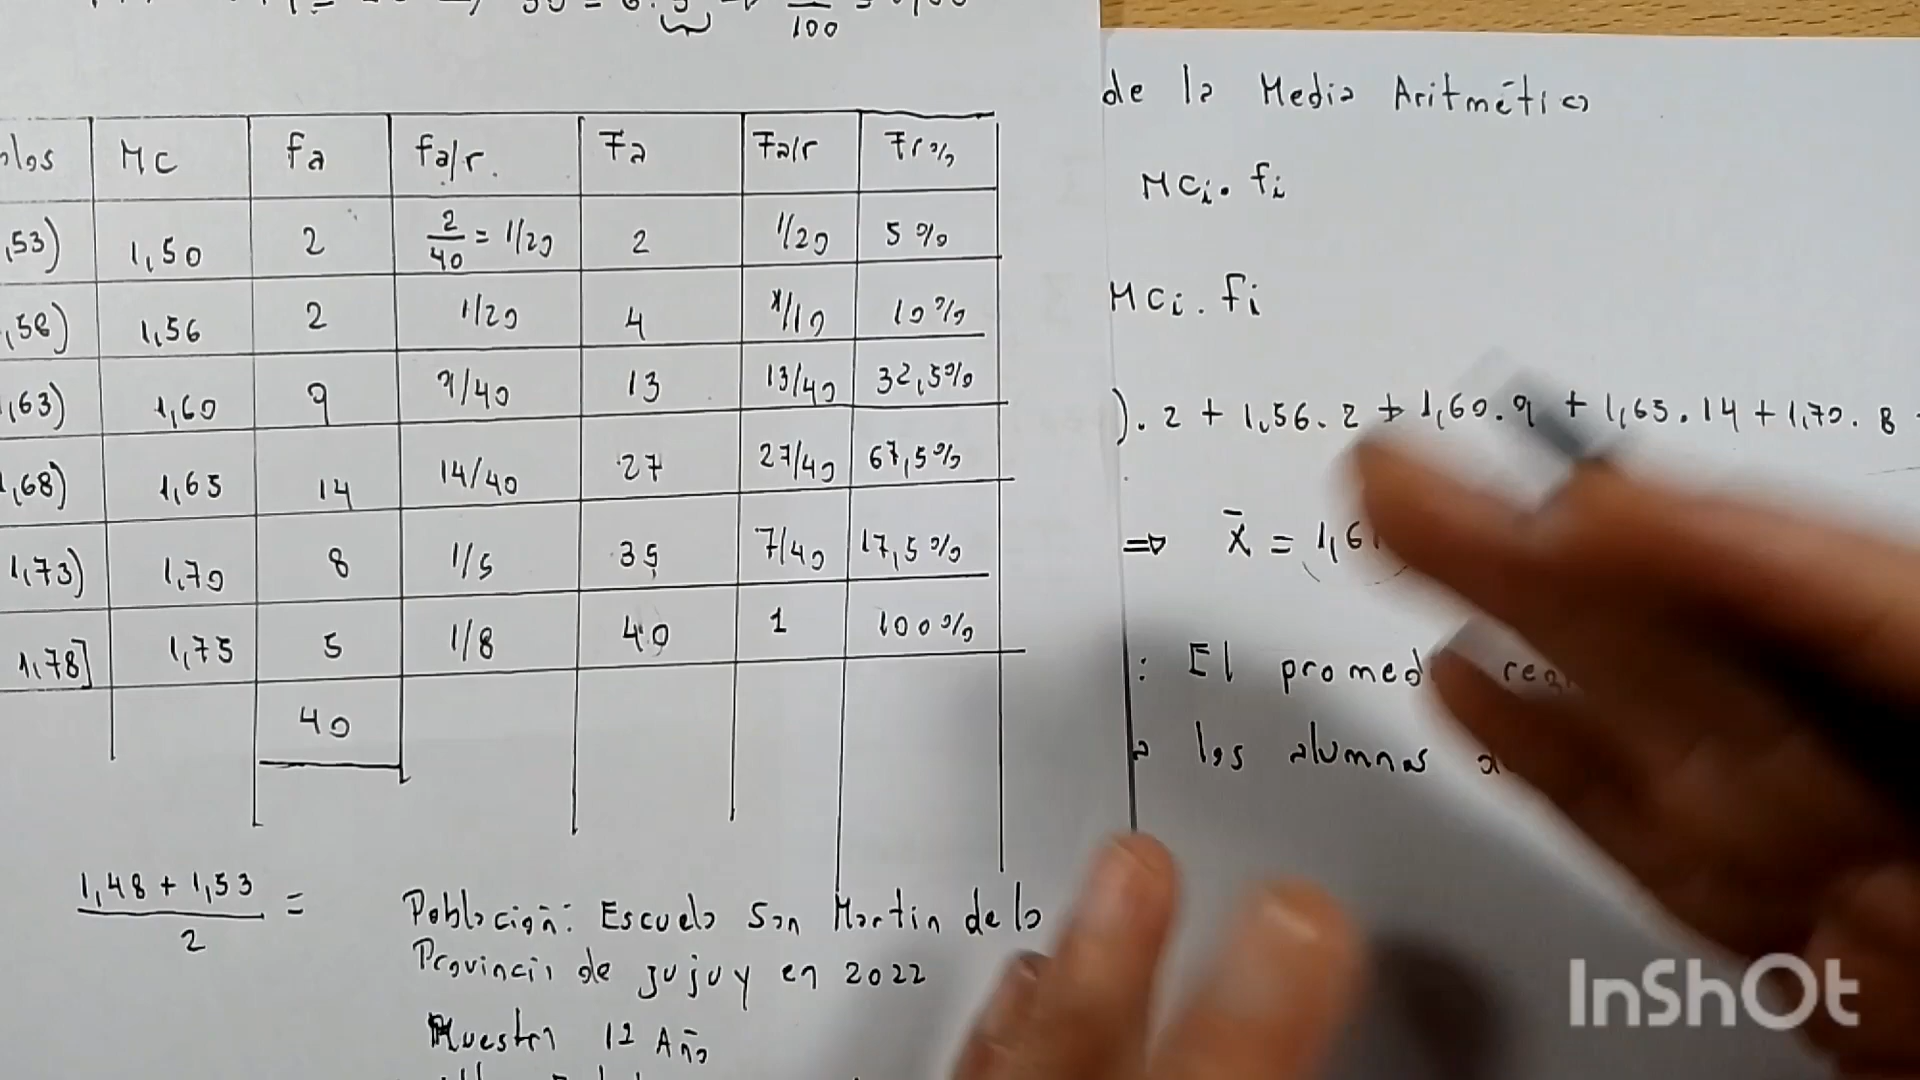 100
de la Media Aritmética
MC fa fa/r. Fa Fa/r Fr%
MCi. fi
,53) 1,50 2 2/40 = 1/20 2 1/20 5%
,58) 1,56 2 1/20 4 1/10 10%
MCi. fi
,63) 1,60 9 9/40 13 13/40 32,5%
). 2 + 1,56. 2 + 1,60. 9 + 1,65. 14 + 1,70. 8
1,68) 1,65 14 14/40 27 27/40 67,5%
1,73) 1,70 8 1/5 35 7/40 17,5%
=> x̄ = 1,6
1,78] 1,75 5 1/8 40 1 100%
: El
40
los alumnos
1,48 + 1,53 =
2
Población: Escuela San Martin de la
Provincia de Jujuy en 2022
Muestra 1º Año
InShOt